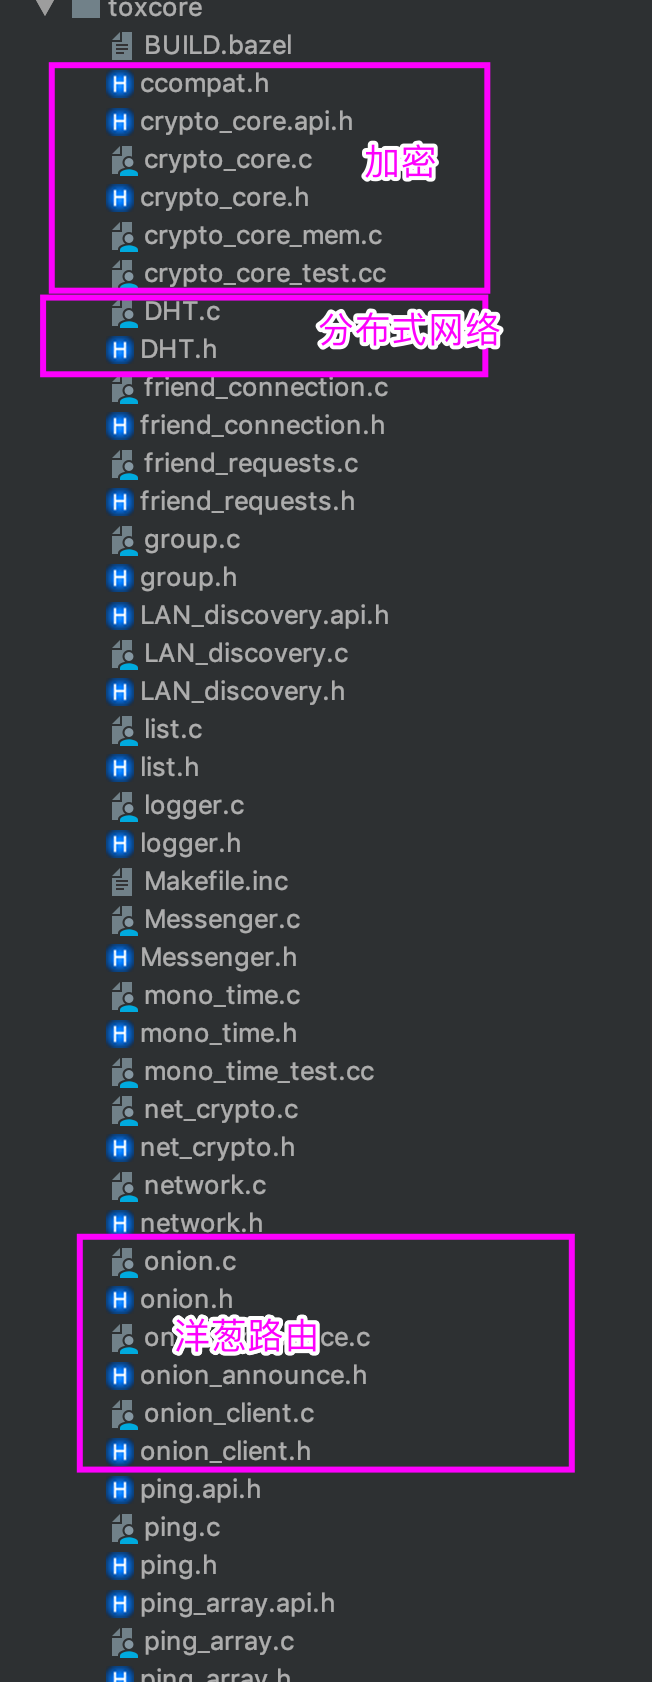 toxcore
BUILD.bazel
ccompat.h
crypto_core.api.h
crypto_core.c
加密
crypto_core.h
crypto_core_mem.c
crypto_core_test.cc
DHT.c
分布式网络
DHT.h
friend_connection.c
friend_connection.h
friend_requests.c
friend_requests.h
group.c
group.h
LAN_discovery.api.h
LAN_discovery.c
LAN_discovery.h
list.c
list.h
logger.c
logger.h
Makefile.inc
Messenger.c
Messenger.h
mono_time.c
mono_time.h
mono_time_test.cc
net_crypto.c
net_crypto.h
network.c
network.h
onion.c
onion.h
洋葱路由
onion_announce.h
onion_client.c
onion_client.h
ping.api.h
ping.c
ping.h
ping_array.api.h
ping_array.c
ping_array.h